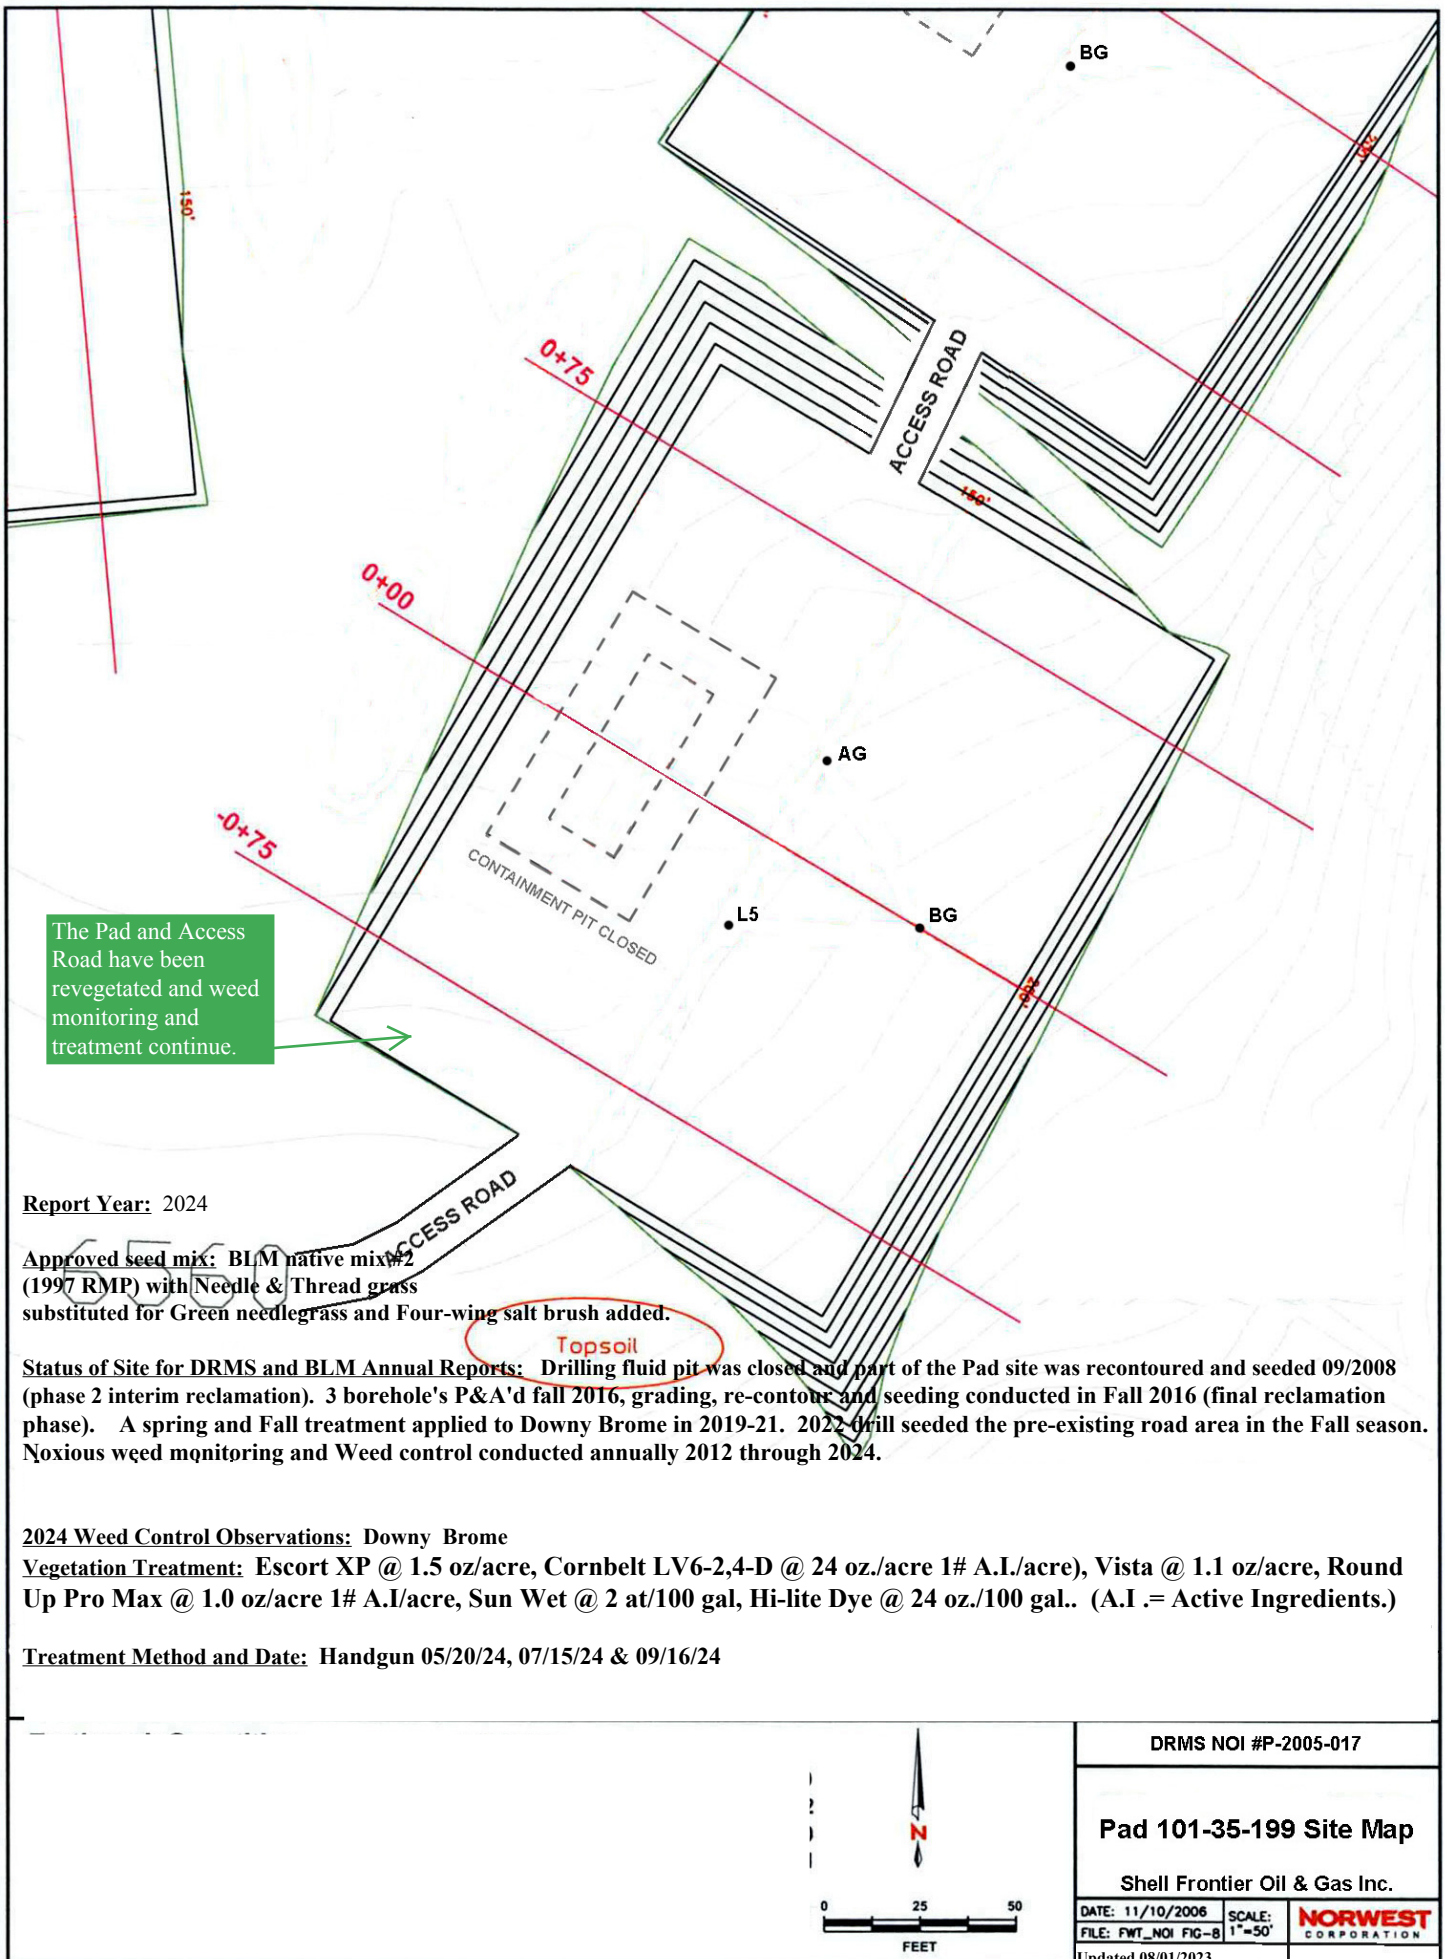 BG
200'
150'
0+75
ACCESS ROAD
150'
0+00
AG
-0+75
CONTAINMENT PIT CLOSED
L5
BG
200'
The Pad and Access
Road have been
revegetated and weed
monitoring and
treatment continue.
ACCESS ROAD
6560
Report Year: 2024
Approved seed mix: BLM native mix #2
(1997 RMP) with Needle & Thread grass
substituted for Green needlegrass and Four-wing salt brush added.
Topsoil
Status of Site for DRMS and BLM Annual Reports: Drilling fluid pit was closed and part of the Pad site was recontoured and seeded 09/2008
(phase 2 interim reclamation). 3 borehole's P&A'd fall 2016, grading, re-contour and seeding conducted in Fall 2016 (final reclamation
phase). A spring and Fall treatment applied to Downy Brome in 2019-21. 2022 drill seeded the pre-existing road area in the Fall season.
Noxious weed monitoring and Weed control conducted annually 2012 through 2024.
2024 Weed Control Observations: Downy Brome
Vegetation Treatment: Escort XP @ 1.5 oz/acre, Cornbelt LV6-2,4-D @ 24 oz./acre 1# A.I./acre), Vista @ 1.1 oz/acre, Round
Up Pro Max @ 1.0 oz/acre 1# A.I/acre, Sun Wet @ 2 at/100 gal, Hi-lite Dye @ 24 oz./100 gal.. (A.I .= Active Ingredients.)
Treatment Method and Date: Handgun 05/20/24, 07/15/24 & 09/16/24
N
0 25 50
FEET
DRMS NOI #P-2005-017
Pad 101-35-199 Site Map
Shell Frontier Oil & Gas Inc.
DATE: 11/10/2006
FILE: FWT_NOI FIG-8
SCALE:
1"=50'
NORWEST
CORPORATION
Updated 08/01/2023